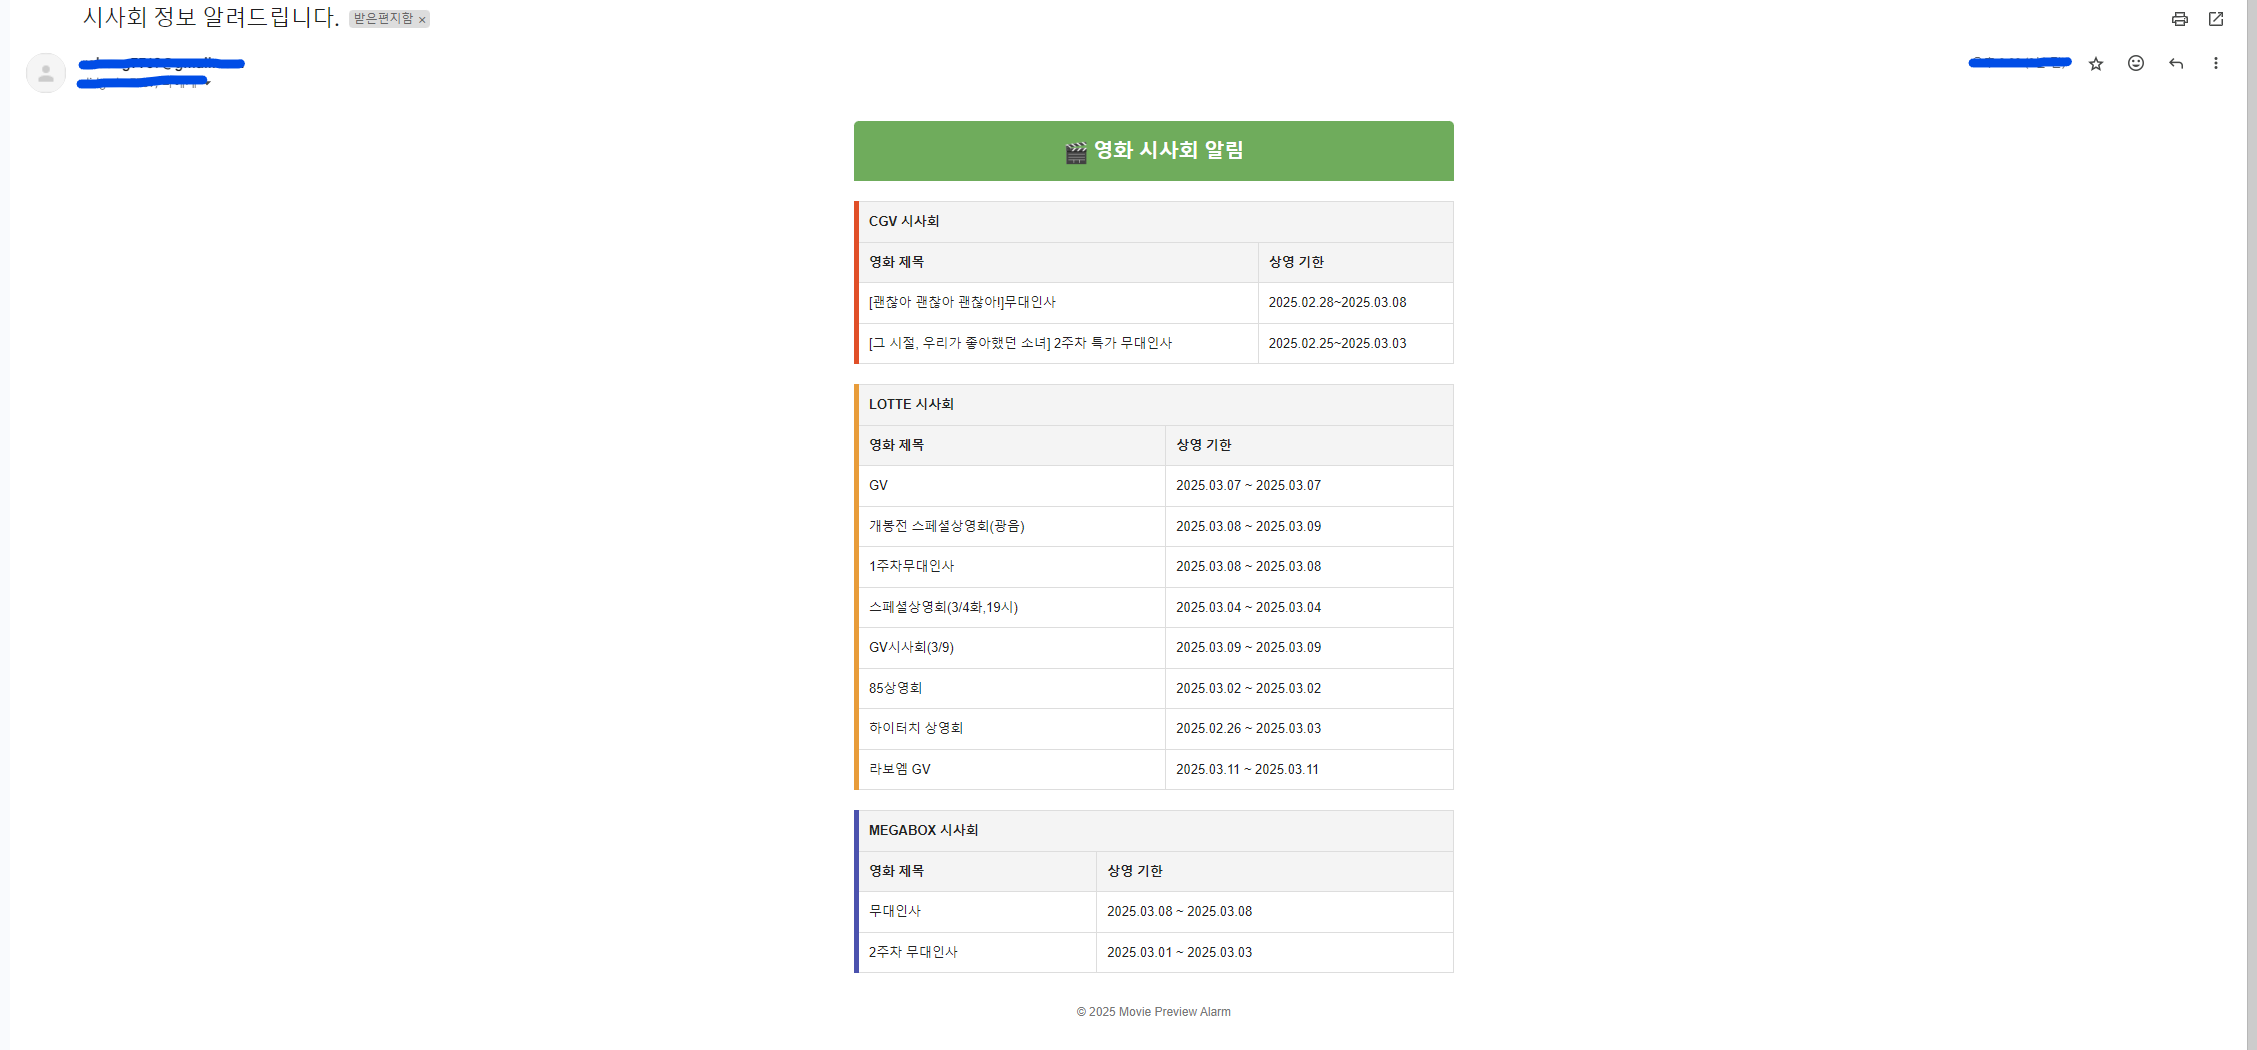 시사회 정보 알려드립니다. 받은편지함 ×
🎬 영화 시사회 알림
CGV 시사회
영화 제목 상영 기한
[괜찮아 괜찮아 괜찮아!]무대인사 2025.02.28~2025.03.08
[그 시절, 우리가 좋아했던 소녀] 2주차 특가 무대인사 2025.02.25~2025.03.03
LOTTE 시사회
영화 제목 상영 기한
GV 2025.03.07 ~ 2025.03.07
개봉전 스페셜상영회(광음) 2025.03.08 ~ 2025.03.09
1주차무대인사 2025.03.08 ~ 2025.03.08
스페셜상영회(3/4화,19시) 2025.03.04 ~ 2025.03.04
GV시사회(3/9) 2025.03.09 ~ 2025.03.09
85상영회 2025.03.02 ~ 2025.03.02
하이터치 상영회 2025.02.26 ~ 2025.03.03
라보엠 GV 2025.03.11 ~ 2025.03.11
MEGABOX 시사회
영화 제목 상영 기한
무대인사 2025.03.08 ~ 2025.03.08
2주차 무대인사 2025.03.01 ~ 2025.03.03
© 2025 Movie Preview Alarm